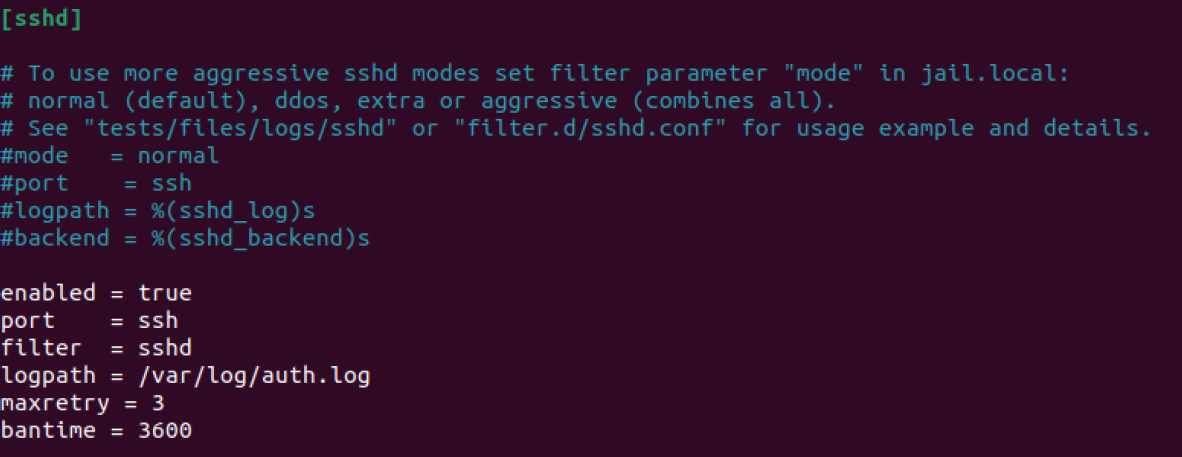 [sshd]
# To use more aggressive sshd modes set filter parameter "mode" in jail.local:
# normal (default), ddos, extra or aggressive (combines all).
# See "tests/files/logs/sshd" or "filter.d/sshd.conf" for usage example and details.
#mode   = normal
#port    = ssh
#logpath = %(sshd_log)s
#backend = %(sshd_backend)s
enabled = true
port    = ssh
filter  = sshd
logpath = /var/log/auth.log
maxretry = 3
bantime = 3600